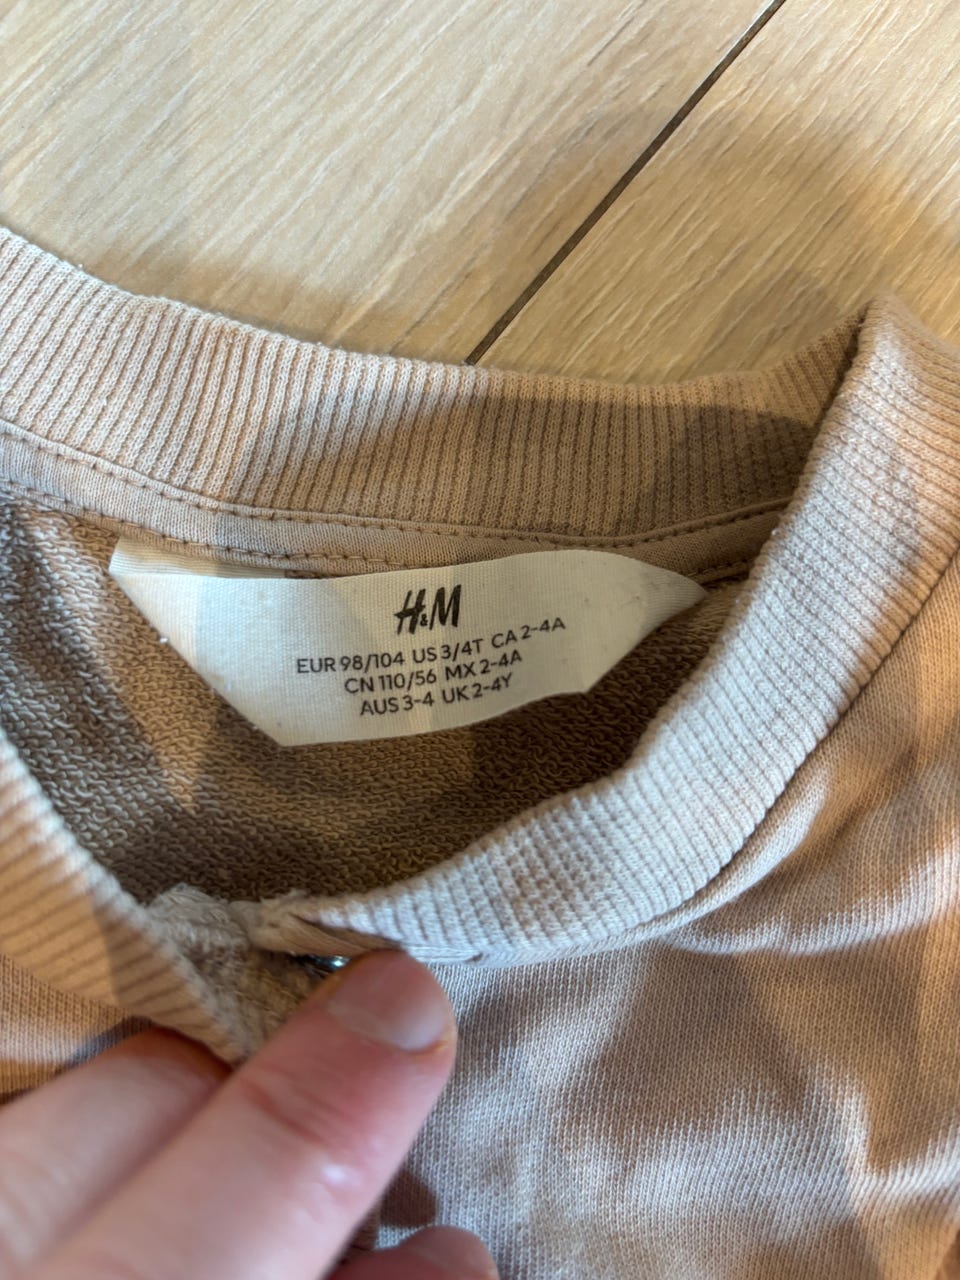 H&M
EUR 98/104 US 3/4T CA 2-4A
CN 110/56 MX 2-4A
AUS 3-4 UK 2-4Y